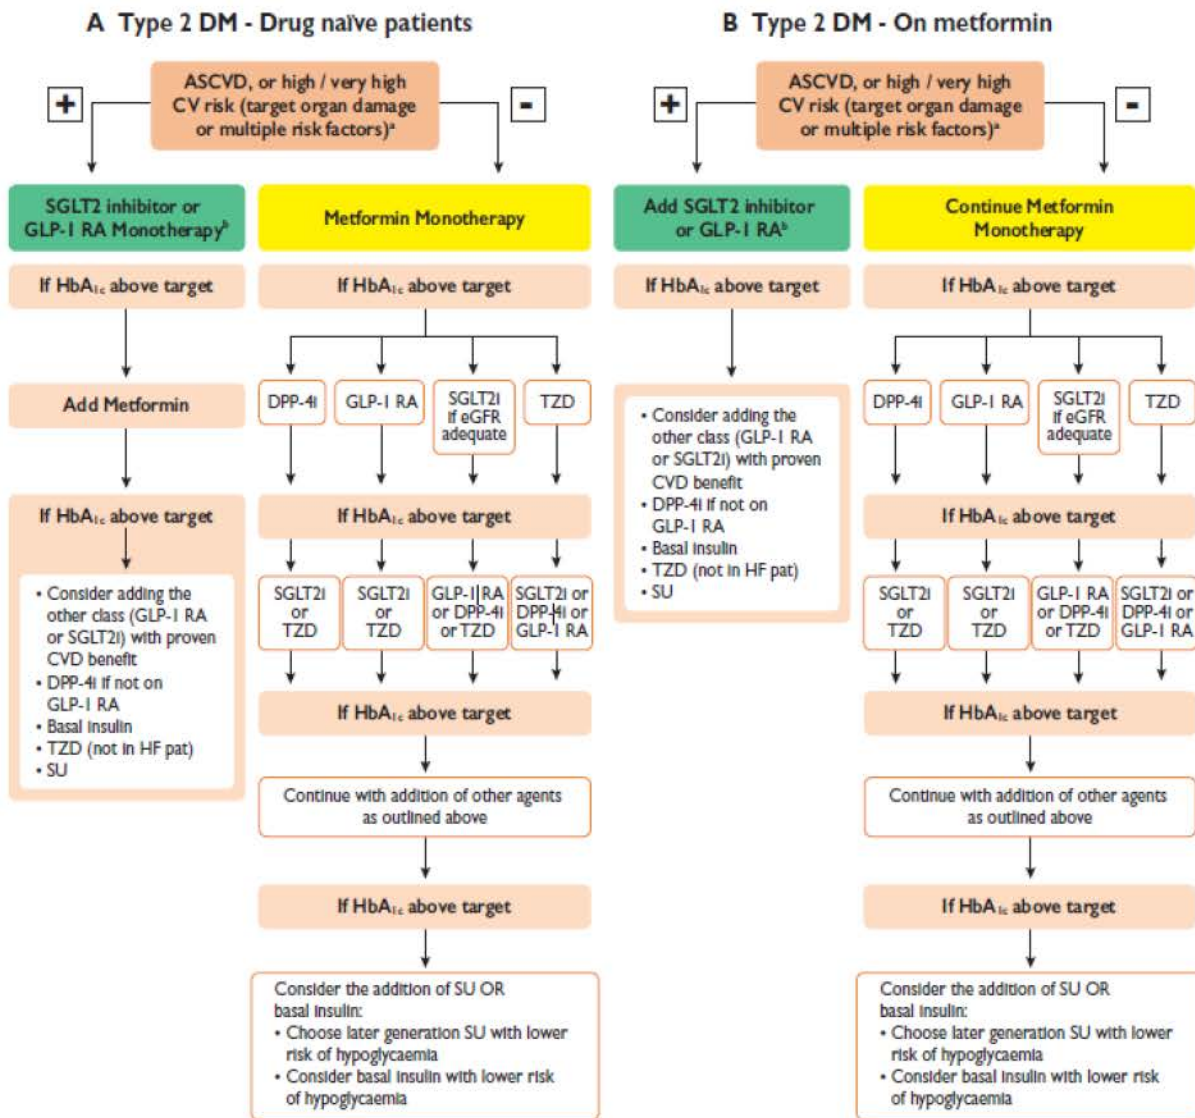 A Type 2 DM - Drug naïve patients
ASCVD, or high / very high
CV risk (target organ damage
or multiple risk factors)ᵃ
+
-
SGLT2 inhibitor or
GLP-1 RA Monotherapyᵇ
Metformin Monotherapy
If HbA₁c above target
If HbA₁c above target
Add Metformin
DPP-4i
GLP-1 RA
SGLT2i
if eGFR
adequate
TZD
If HbA₁c above target
If HbA₁c above target
• Consider adding the
other class (GLP-1 RA
or SGLT2i) with proven
CVD benefit
• DPP-4i if not on
GLP-1 RA
• Basal insulin
• TZD (not in HF pat)
• SU
SGLT2i
or
TZD
SGLT2i
or
TZD
GLP-1 RA
or DPP-4i
or TZD
SGLT2i or
DPP-4i or
GLP-1 RA
If HbA₁c above target
Continue with addition of other agents
as outlined above
If HbA₁c above target
Consider the addition of SU OR
basal insulin:
• Choose later generation SU with lower
risk of hypoglycaemia
• Consider basal insulin with lower risk
of hypoglycaemia
B Type 2 DM - On metformin
ASCVD, or high / very high
CV risk (target organ damage
or multiple risk factors)ᵃ
+
-
Add SGLT2 inhibitor
or GLP-1 RAᵇ
Continue Metformin
Monotherapy
If HbA₁c above target
If HbA₁c above target
• Consider adding the
other class (GLP-1 RA
or SGLT2i) with proven
CVD benefit
• DPP-4i if not on
GLP-1 RA
• Basal insulin
• TZD (not in HF pat)
• SU
DPP-4i
GLP-1 RA
SGLT2i
if eGFR
adequate
TZD
If HbA₁c above target
SGLT2i
or
TZD
SGLT2i
or
TZD
GLP-1 RA
or DPP-4i
or TZD
SGLT2i or
DPP-4i or
GLP-1 RA
If HbA₁c above target
Continue with addition of other agents
as outlined above
If HbA₁c above target
Consider the addition of SU OR
basal insulin:
• Choose later generation SU with lower
risk of hypoglycaemia
• Consider basal insulin with lower risk
of hypoglycaemia